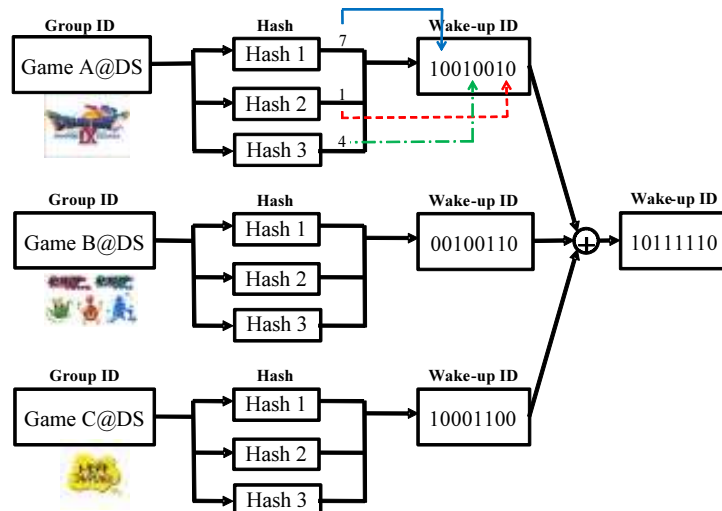 Group ID
Hash
Wake-up ID
Game A@DS
Hash 1
7
10010010
Hash 2
1
Hash 3
4
IX
Group ID
Hash
Wake-up ID
Wake-up ID
Game B@DS
Hash 1
00100110
+
10111110
Hash 2
Hash 3
Group ID
Hash
Wake-up ID
Game C@DS
Hash 1
10001100
Hash 2
Hash 3